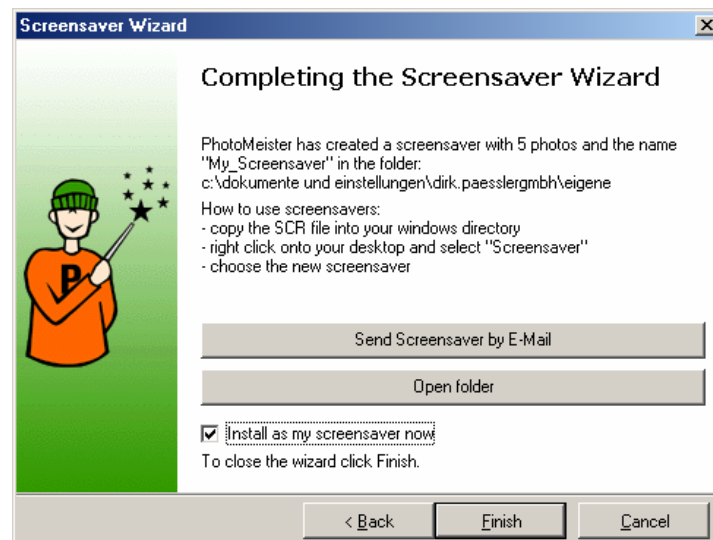 Screensaver Wizard
Completing the Screensaver Wizard
PhotoMeister has created a screensaver with 5 photos and the name
"My_Screensaver" in the folder:
c:\dokumente und einstellungen\dirk.paesslergmbh\eigene
How to use screensavers:
- copy the SCR file into your windows directory
- right click onto your desktop and select "Screensaver"
- choose the new screensaver
P
Send Screensaver by E-Mail
Open folder
Install as my screensaver now
To close the wizard click Finish.
< Back
Finish
Cancel